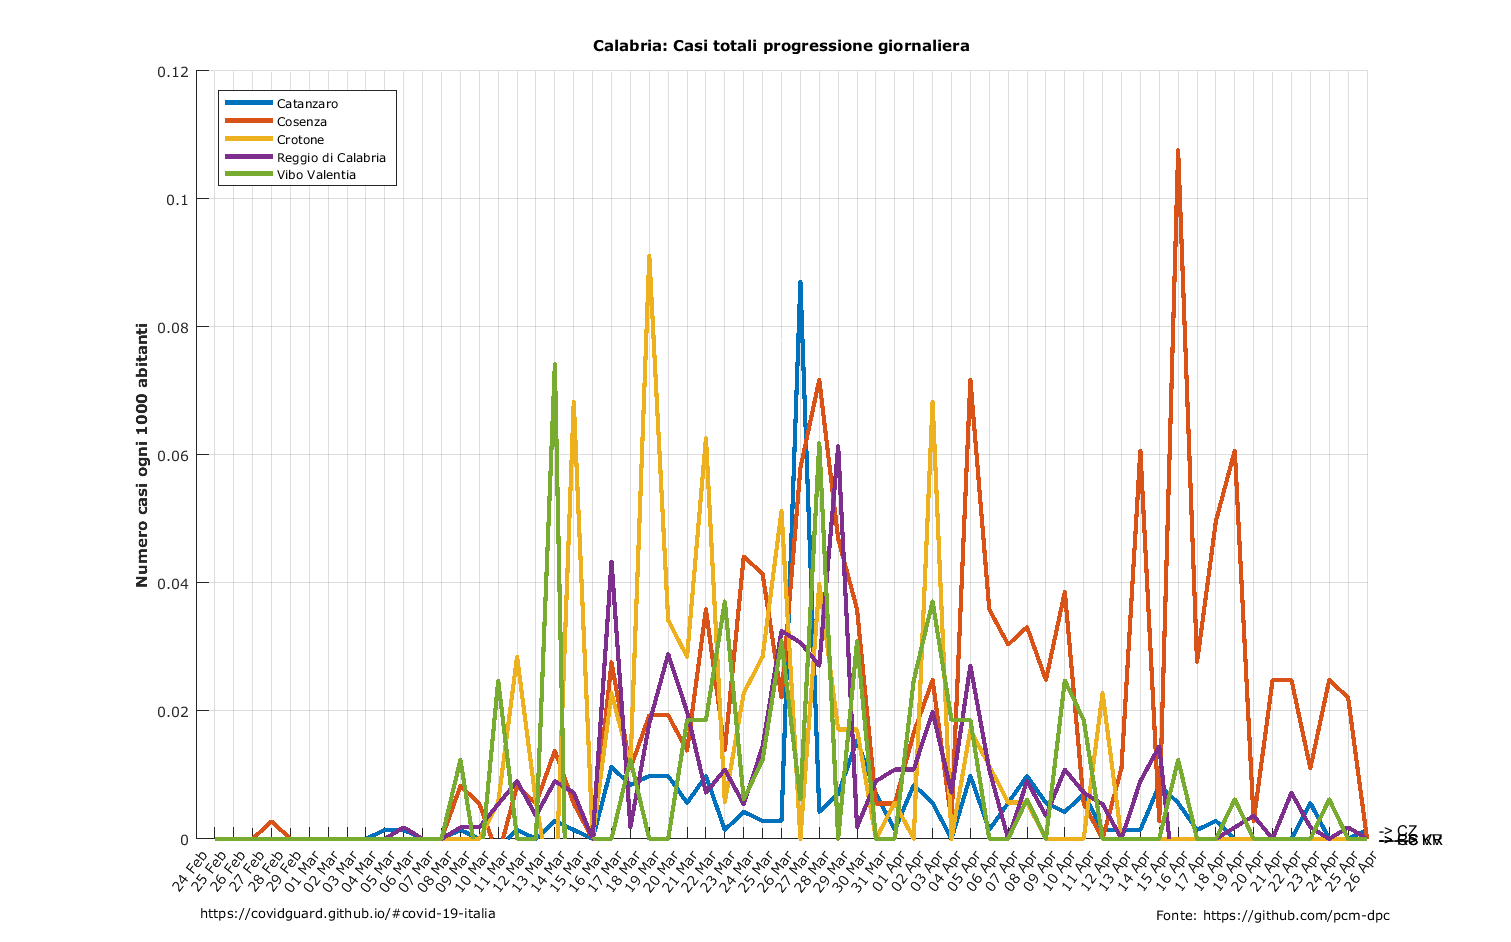 Calabria: Casi totali progressione giornaliera
0.12
0.1
0.08
0.06
0.04
0.02
0
Numero casi ogni 1000 abitanti
Catanzaro
Cosenza
Crotone
Reggio di Calabria
Vibo Valentia
24 Feb
25 Feb
26 Feb
27 Feb
28 Feb
29 Feb
01 Mar
02 Mar
03 Mar
04 Mar
05 Mar
06 Mar
07 Mar
08 Mar
09 Mar
10 Mar
11 Mar
12 Mar
13 Mar
14 Mar
15 Mar
16 Mar
17 Mar
18 Mar
19 Mar
20 Mar
21 Mar
22 Mar
23 Mar
24 Mar
25 Mar
26 Mar
27 Mar
28 Mar
29 Mar
30 Mar
31 Mar
01 Apr
02 Apr
03 Apr
04 Apr
05 Apr
06 Apr
07 Apr
08 Apr
09 Apr
10 Apr
11 Apr
12 Apr
13 Apr
14 Apr
15 Apr
16 Apr
17 Apr
18 Apr
19 Apr
20 Apr
21 Apr
22 Apr
23 Apr
24 Apr
25 Apr
26 Apr
-> CZ
https://covidguard.github.io/#covid-19-italia
Fonte: https://github.com/pcm-dpc